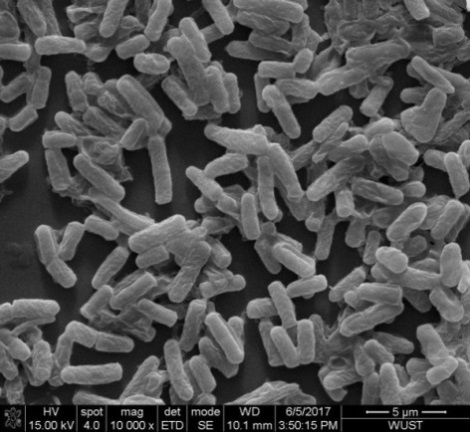 HV spot mag det mode WD 6/5/2017 5 µm
15.00 kV 4.0 10 000 x ETD SE 10.1 mm 3:50:15 PM WUST